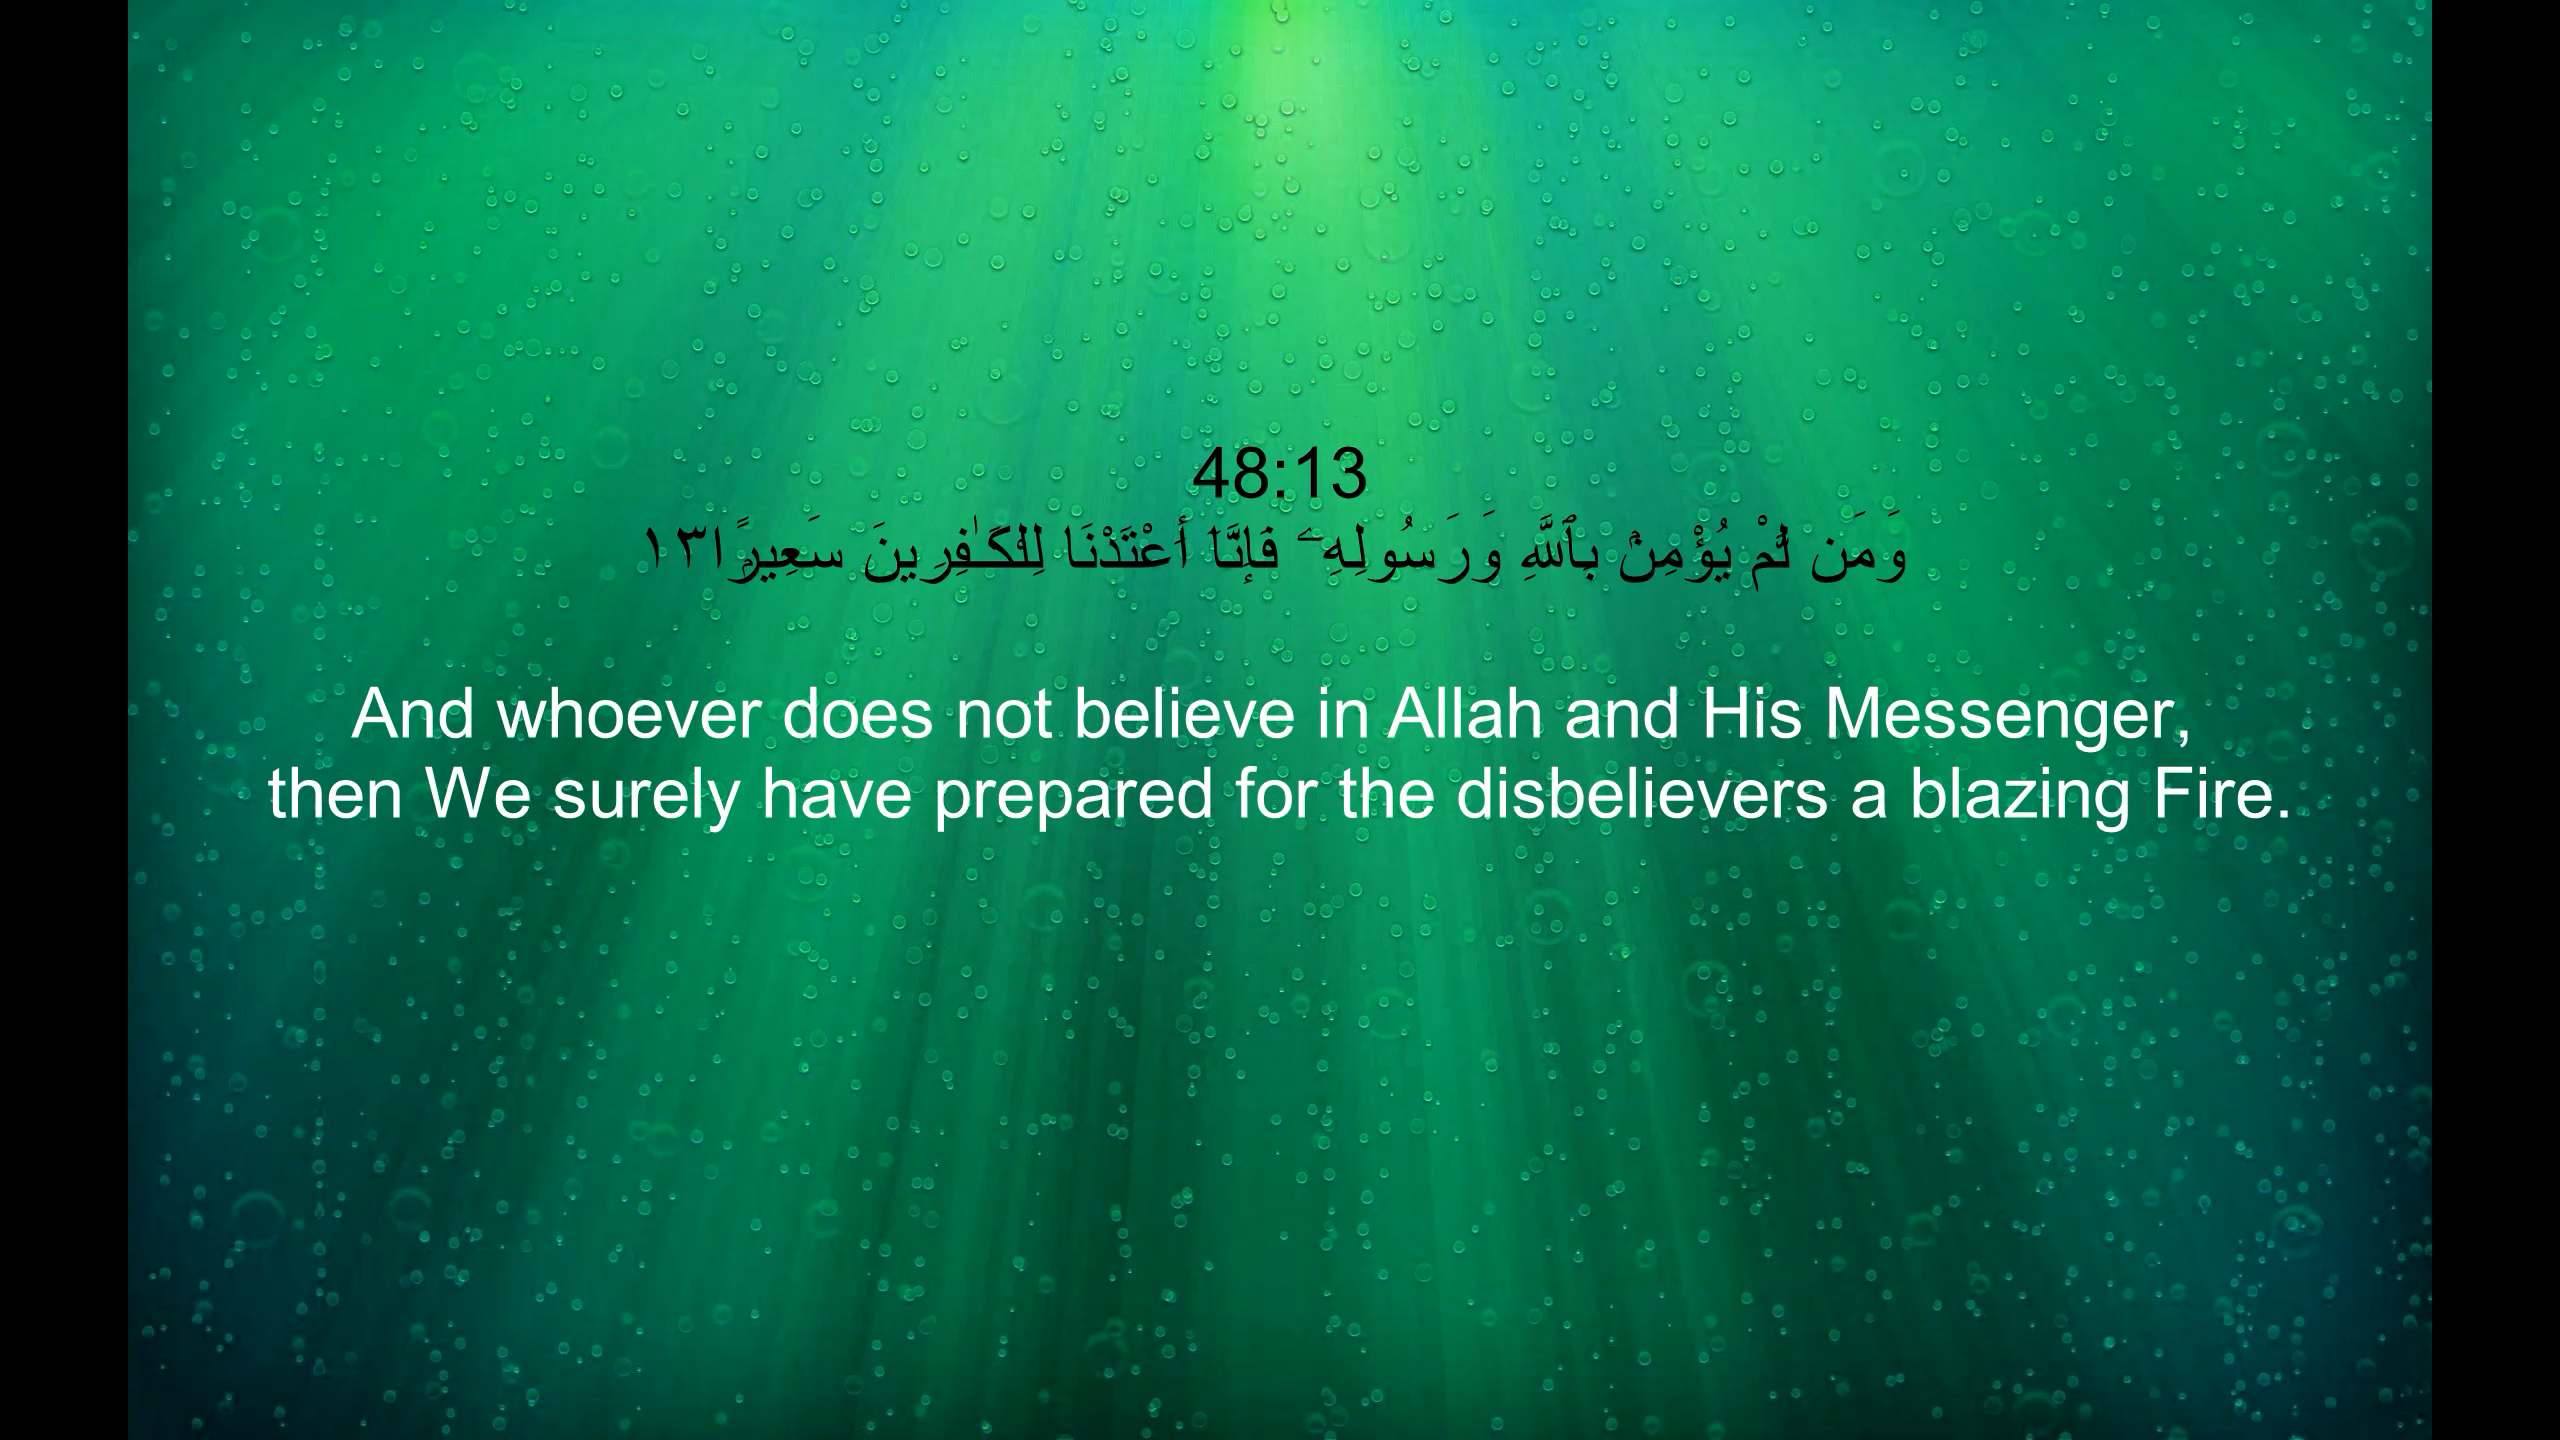 48:13
وَمَن لَّمْ يُؤْمِنۢ بِٱللَّهِ وَرَسُولِهِۦ فَإِنَّآ أَعْتَدْنَا لِلْكَـٰفِرِينَ سَعِيرًۭا ١٣
And whoever does not believe in Allah and His Messenger,
then We surely have prepared for the disbelievers a blazing Fire.